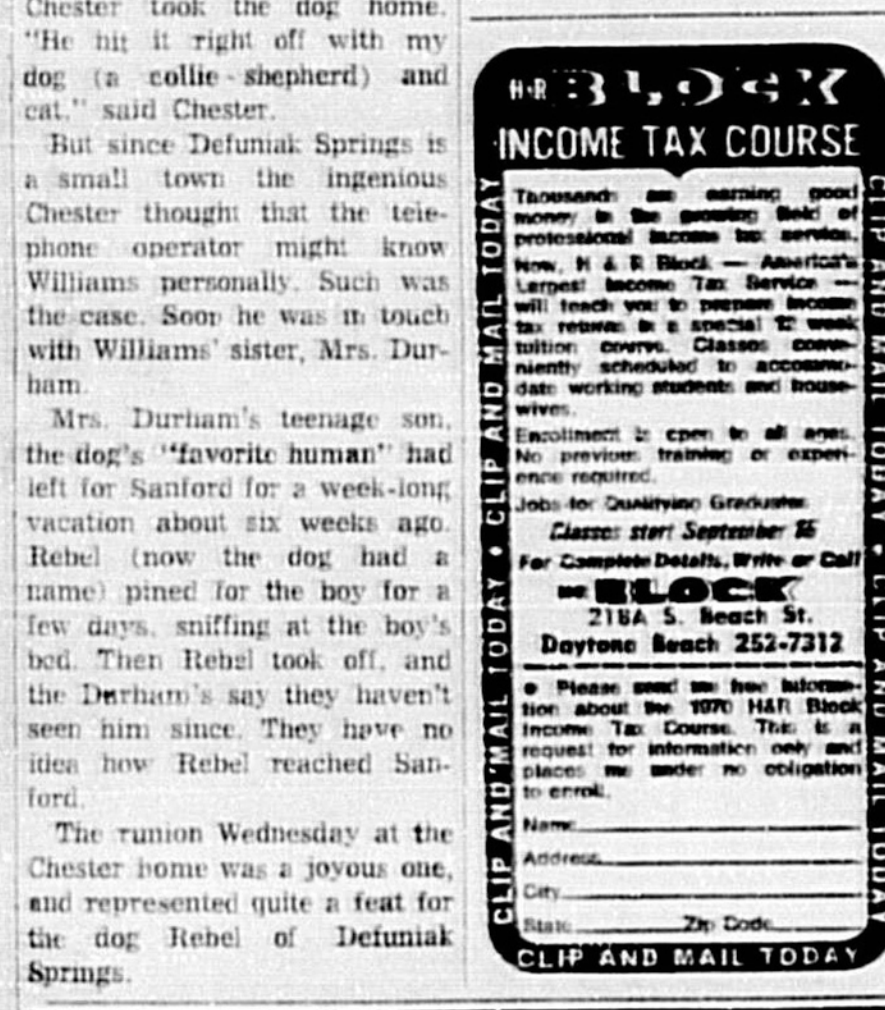 Chester took the dog home.
"He hit it right off with my
dog (a collie-shepherd) and
cat," said Chester.
But since Defuniak Springs is
a small town the ingenious
Chester thought that the tele-
phone operator might know
Williams personally. Such was
the case. Soon he was in touch
with Williams' sister, Mrs. Dur-
ham.
Mrs. Durham's teenage son,
the dog's "favorite human" had
left for Sanford for a week-long
vacation about six weeks ago.
Rebel (now the dog had a
name) pined for the boy for a
few days, sniffing at the boy's
bed. Then Rebel took off, and
the Durham's say they haven't
seen him since. They have no
idea how Rebel reached San-
ford.
The runion Wednesday at the
Chester home was a joyous one,
and represented quite a feat for
the dog Rebel of Defuniak
Springs.
H&R BLOCK
INCOME TAX COURSE
Thousands are earning good
money in the growing field of
professional income tax service.
Now, H & R Block — America's
Largest Income Tax Service —
will teach you to prepare income
tax returns in a special 12 week
tuition course. Classes conve-
niently scheduled to accommo-
date working students and house-
wives.
Enrollment is open to all ages.
No previous training or experi-
ence required.
Jobs for Qualifying Graduates
Classes start September
For Complete Details, Write or Call
H&R BLOCK
218A S. Beach St.
Daytona Beach 252-7312
• Please send me free informa-
tion about the 1970 H&R Block
Income Tax Course. This is a
request for information only and
places me under no obligation
to enroll.
Name
Address
City
State Zip Code
CLIP AND MAIL TODAY • CLIP AND MAIL TODAY • CLIP AND MAIL TODAY
CLIP AND MAIL TODAY • CLIP AND MAIL TODAY
CLIP AND MAIL TODAY